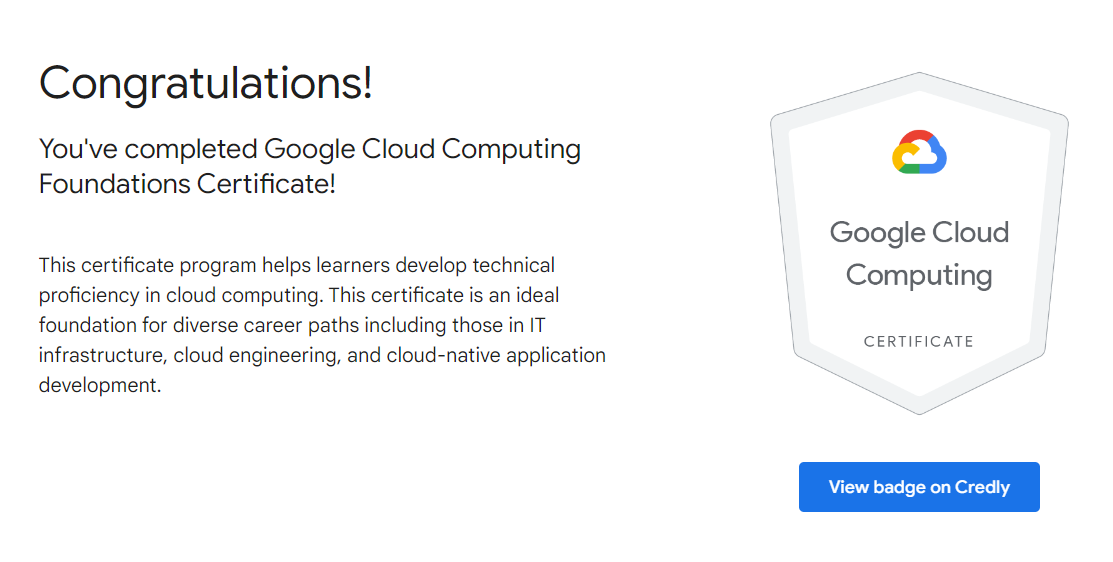 Congratulations!
You've completed Google Cloud Computing
Foundations Certificate!
This certificate program helps learners develop technical
proficiency in cloud computing. This certificate is an ideal
foundation for diverse career paths including those in IT
infrastructure, cloud engineering, and cloud-native application
development.
Google Cloud
Computing
CERTIFICATE
View badge on Credly